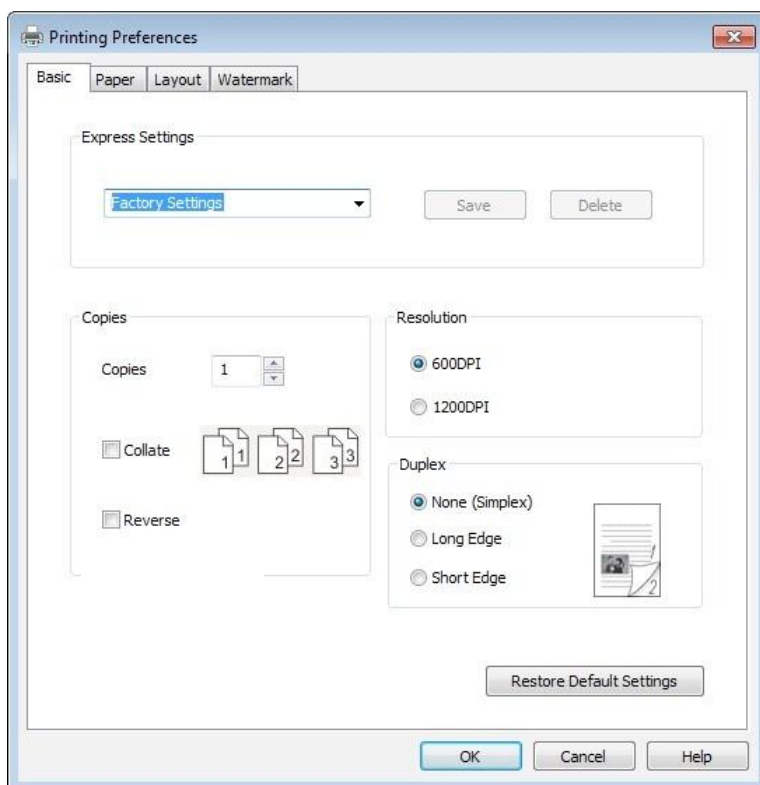 Printing Preferences
Basic Paper Layout Watermark
Express Settings
Factory Settings Save Delete
Copies
Copies 1
Collate 1 1 2 2 3 3
Reverse
Resolution
600DPI
1200DPI
Duplex
None (Simplex)
Long Edge
Short Edge
1
2
Restore Default Settings
OK Cancel Help